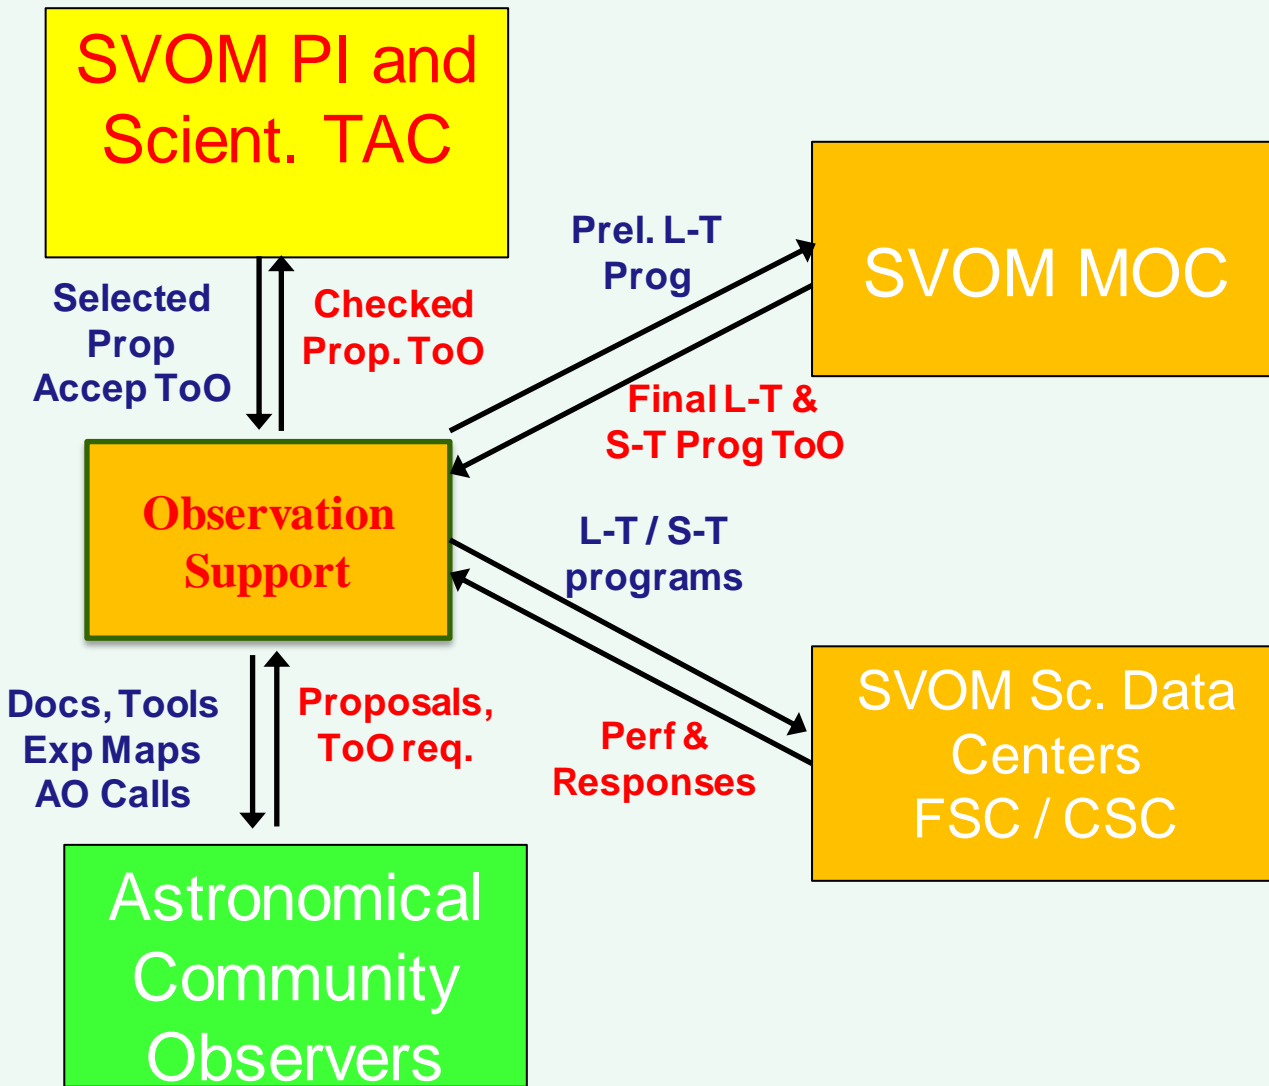 SVOM PI and
Scient. TAC
Prel. L-T
Prog
SVOM MOC
Selected
Prop
Accep ToO
Checked
Prop. ToO
Final L-T &
S-T Prog ToO
Observation
Support
L-T / S-T
programs
Docs, Tools
Exp Maps
AO Calls
Proposals,
ToO req.
Perf &
Responses
SVOM Sc. Data
Centers
FSC / CSC
Astronomical
Community
Observers